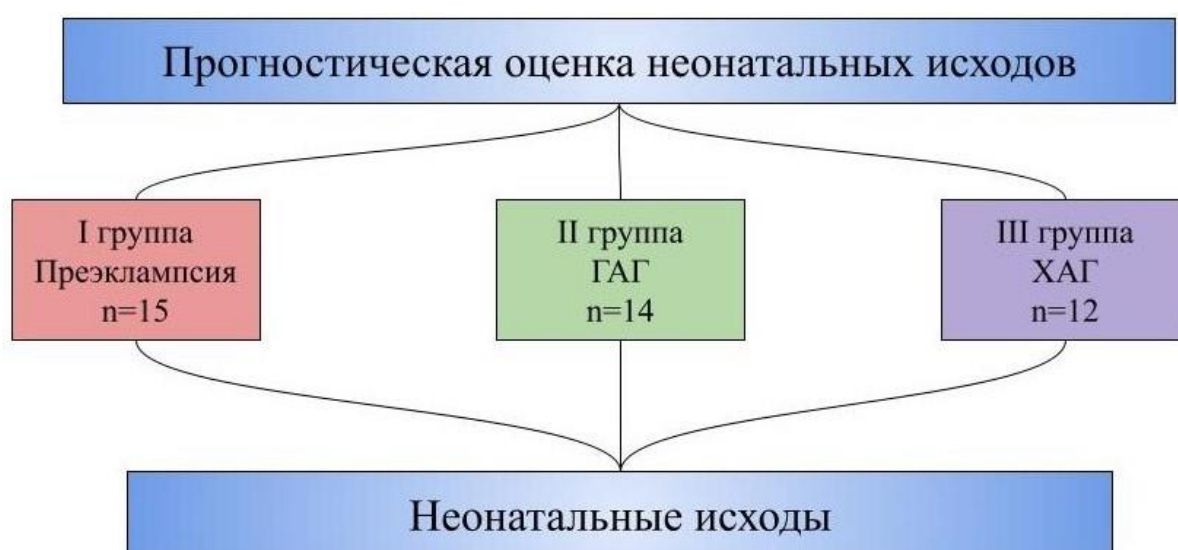 Прогностическая оценка неонатальных исходов
I группа
Преэклампсия
n=15
II группа
ГАГ
n=14
III группа
ХАГ
n=12
Неонатальные исходы